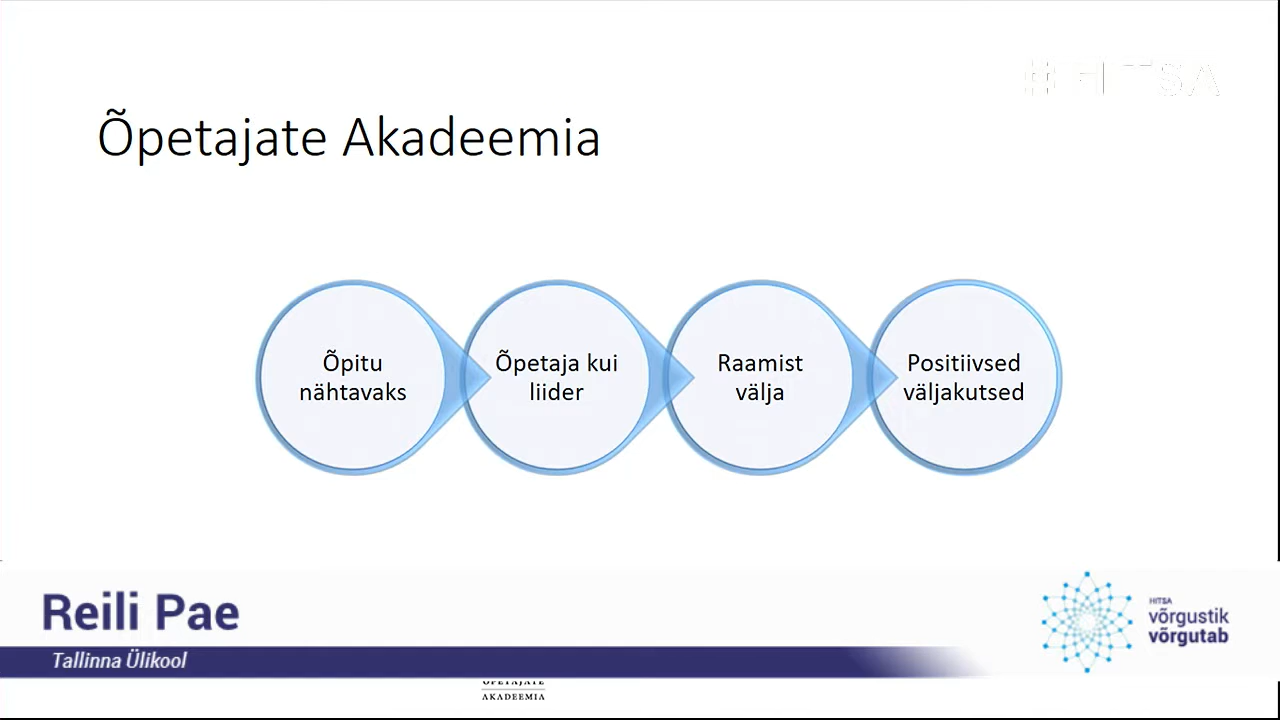 #HITSA
Õpetajate Akadeemia
Õpitu
nähtavaks
Õpetaja kui
liider
Raamist
välja
Positiivsed
väljakutsed
Reili Pae
Tallinna Ülikool
HITSA
võrgustik
võrgutab
ÕPETAJATE
AKADEEMIA